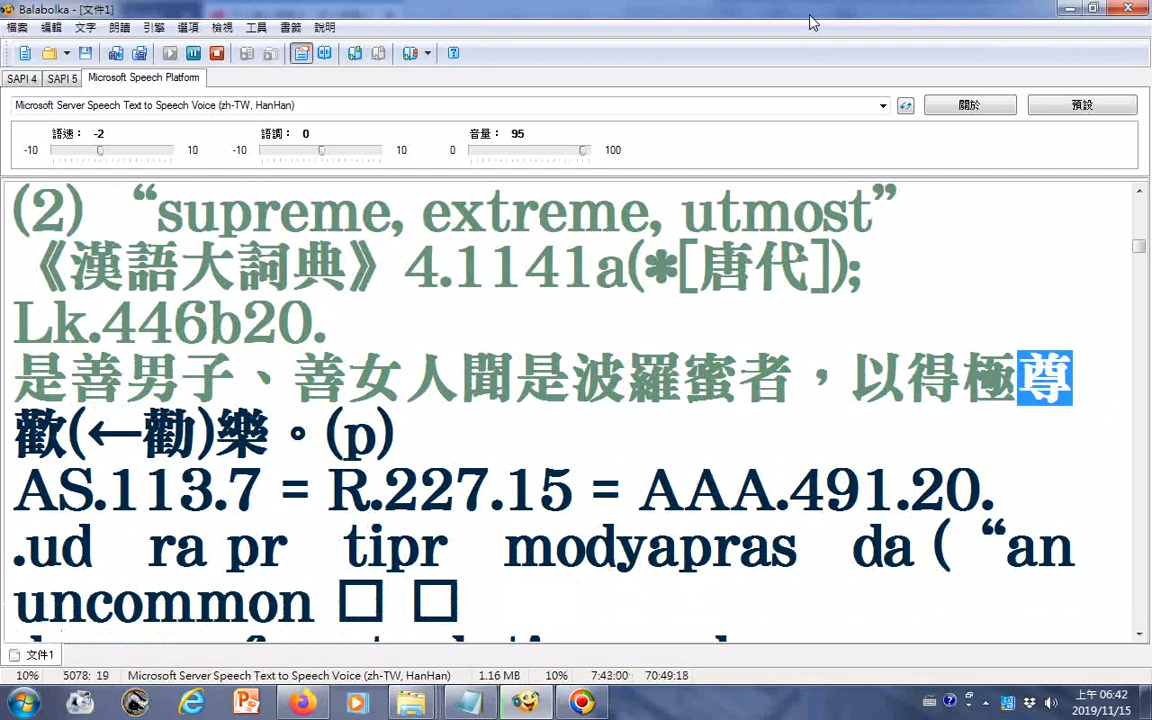 Balabolka - [文件1]
檔案 編輯 文字 朗讀 引擎 選項 檢視 工具 書籤 說明
SAPI 4 SAPI 5 Microsoft Speech Platform
Microsoft Server Speech Text to Speech Voice (zh-TW, HanHan) 關於 預設
語速： -2 語調： 0 音量： 95
-10 10 -10 10 0 100
(2) “supreme, extreme, utmost”
《漢語大詞典》4.1141a(*[唐代]);
Lk.446b20.
是善男子、善女人聞是波羅蜜者，以得極尊
歡(←勸)樂。(p)
AS.113.7 = R.227.15 = AAA.491.20.
.ud ra pr tipr modyapras da ( “an
uncommon □ □
文件1
10% 5078: 19 Microsoft Server Speech Text to Speech Voice (zh-TW, HanHan) 1.16 MB 10% 7:43:00 70:49:18
上午 06:42
2019/11/15